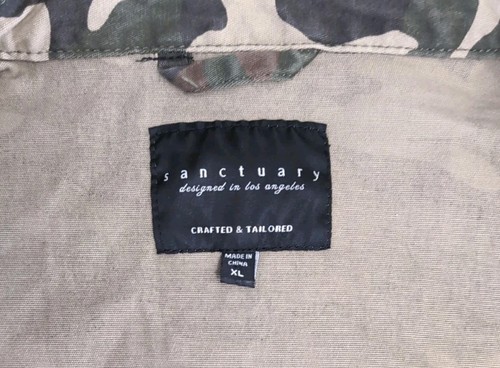 sanctuary
designed in los angeles
CRAFTED & TAILORED
MADE IN
CHINA
XL